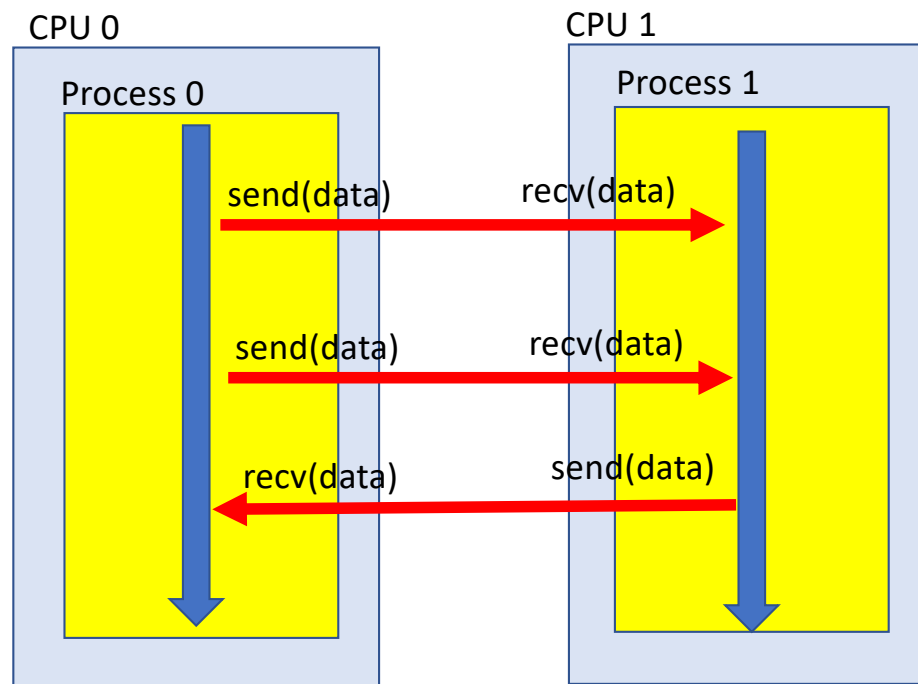 CPU 0
CPU 1
Process 0
Process 1
send(data)
recv(data)
send(data)
recv(data)
recv(data)
send(data)